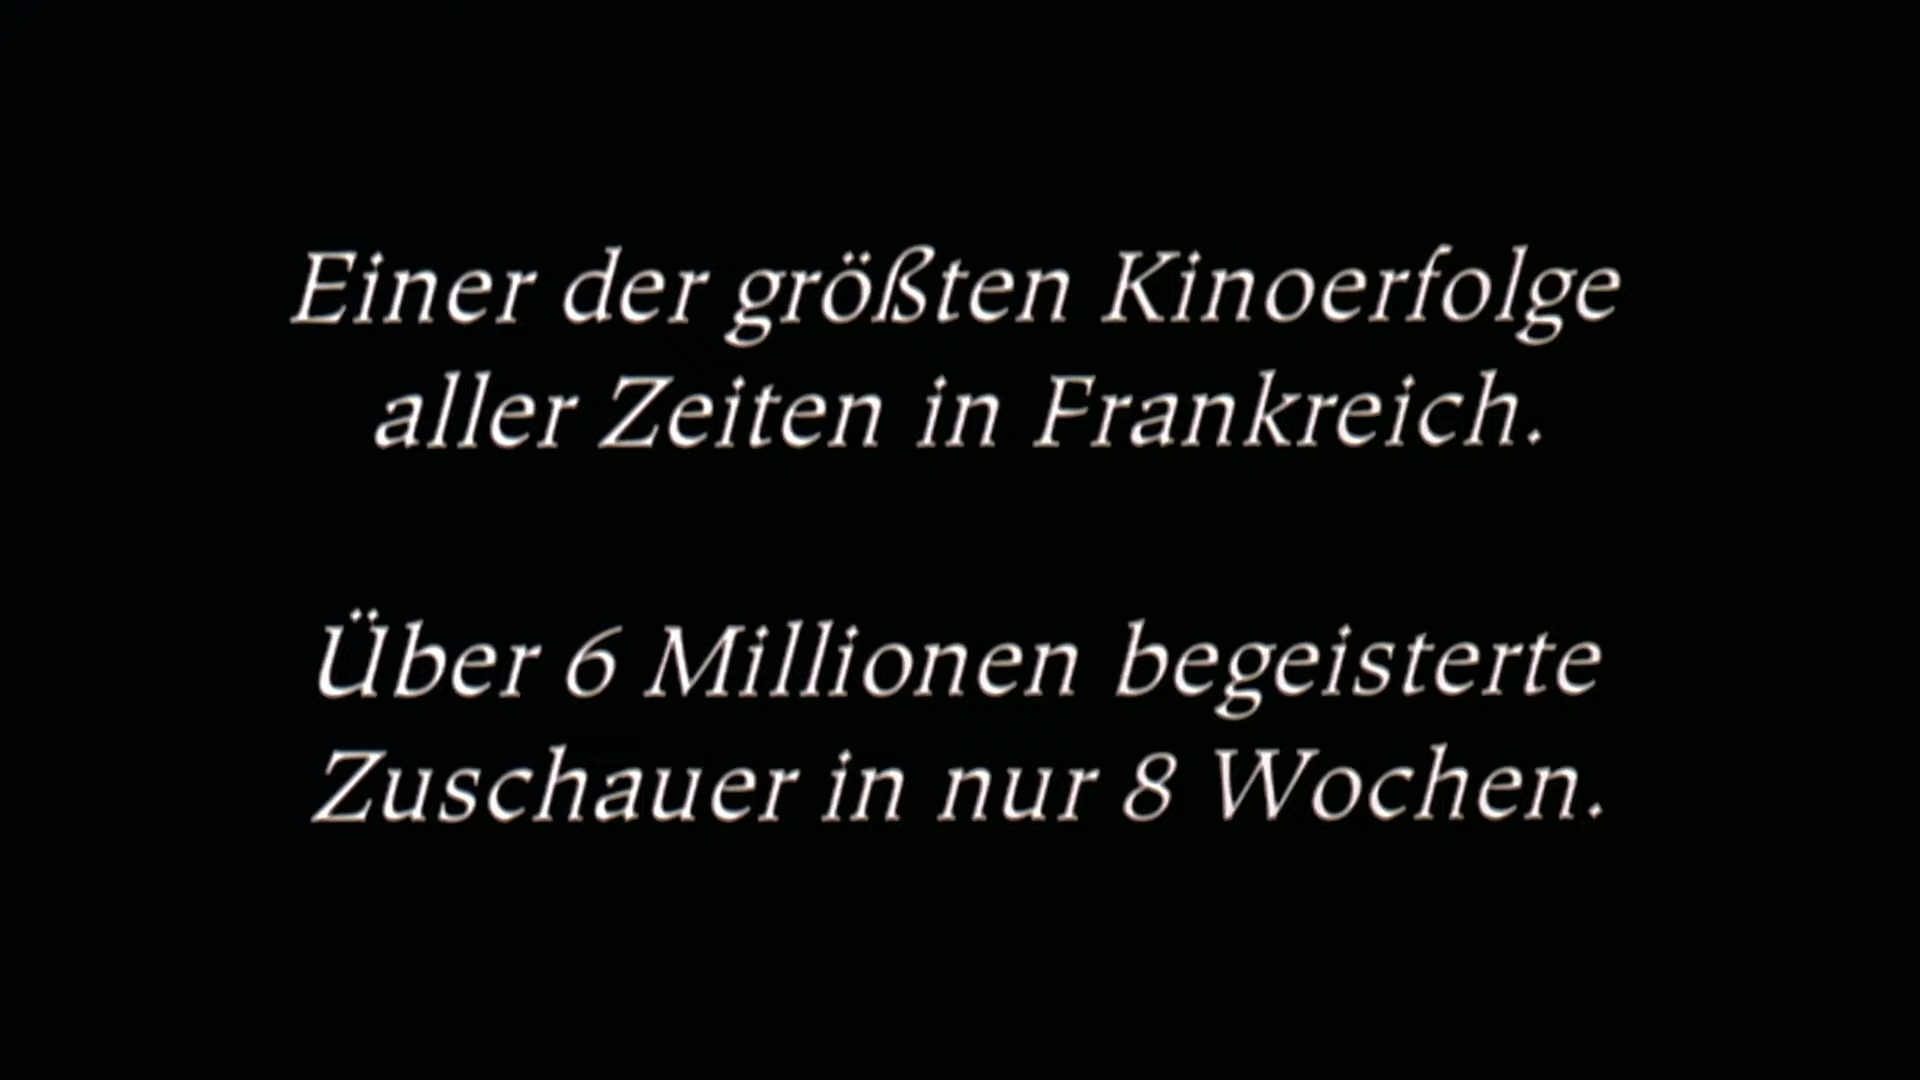 Einer der größten Kinoerfolge
aller Zeiten in Frankreich.
Über 6 Millionen begeisterte
Zuschauer in nur 8 Wochen.